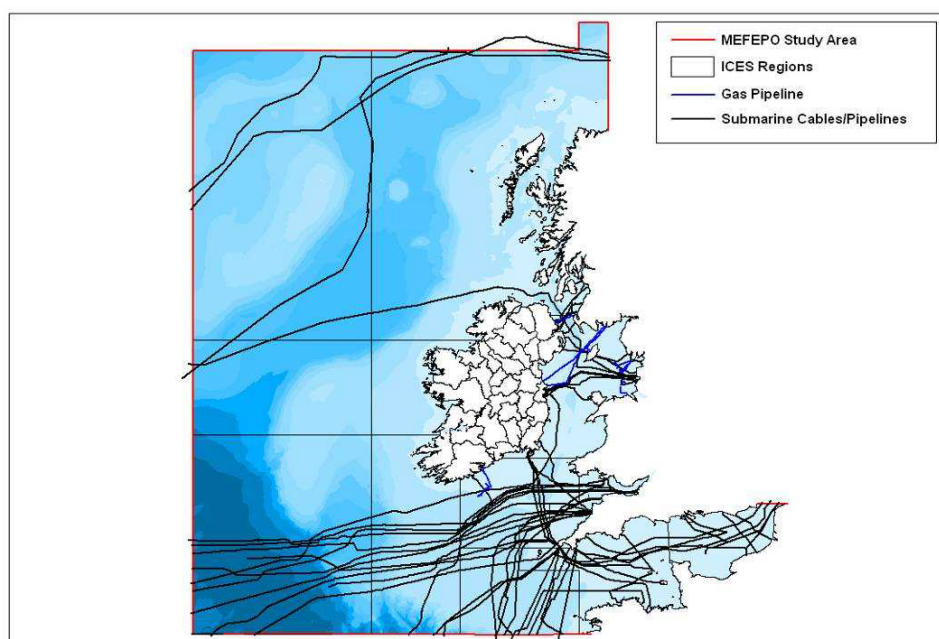 MEFEPO Study Area
ICES Regions
Gas Pipeline
Submarine Cables/Pipelines